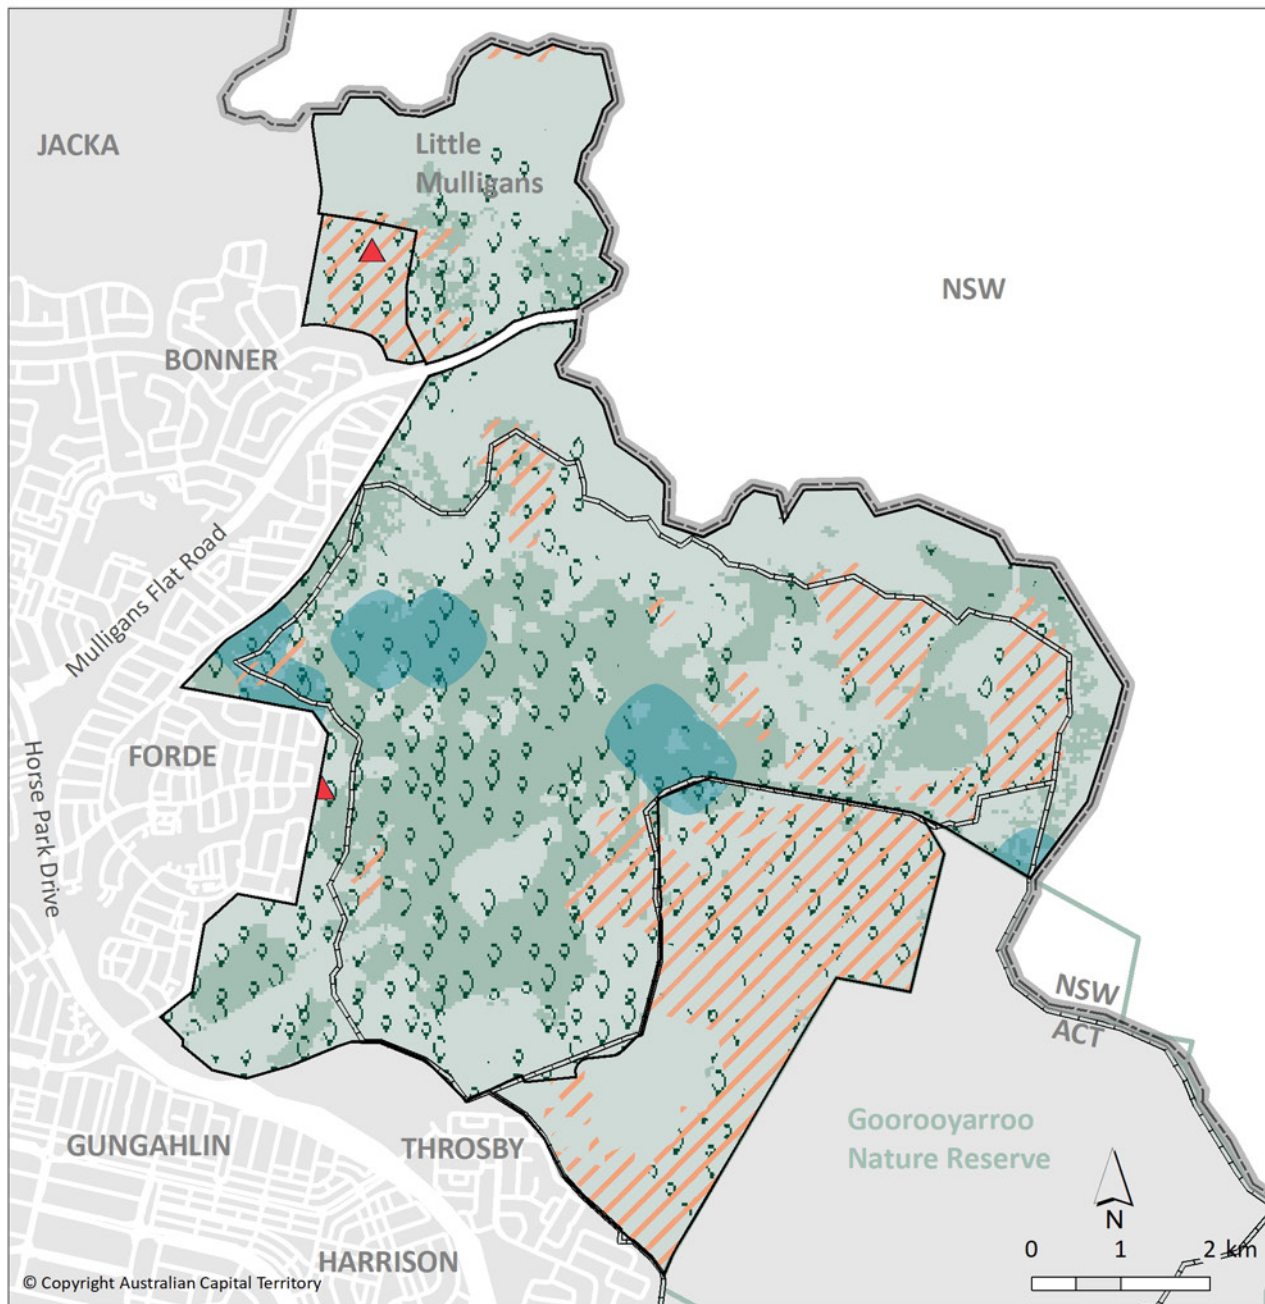 JACKA
Little
Mulligans
NSW
BONNER
Mulligans Flat Road
FORDE
Horse Park Drive
NSW
ACT
Goorooyarroo
Nature Reserve
GUNGAHLIN
THROSBY
N
0 1 2 km
HARRISON
© Copyright Australian Capital Territory